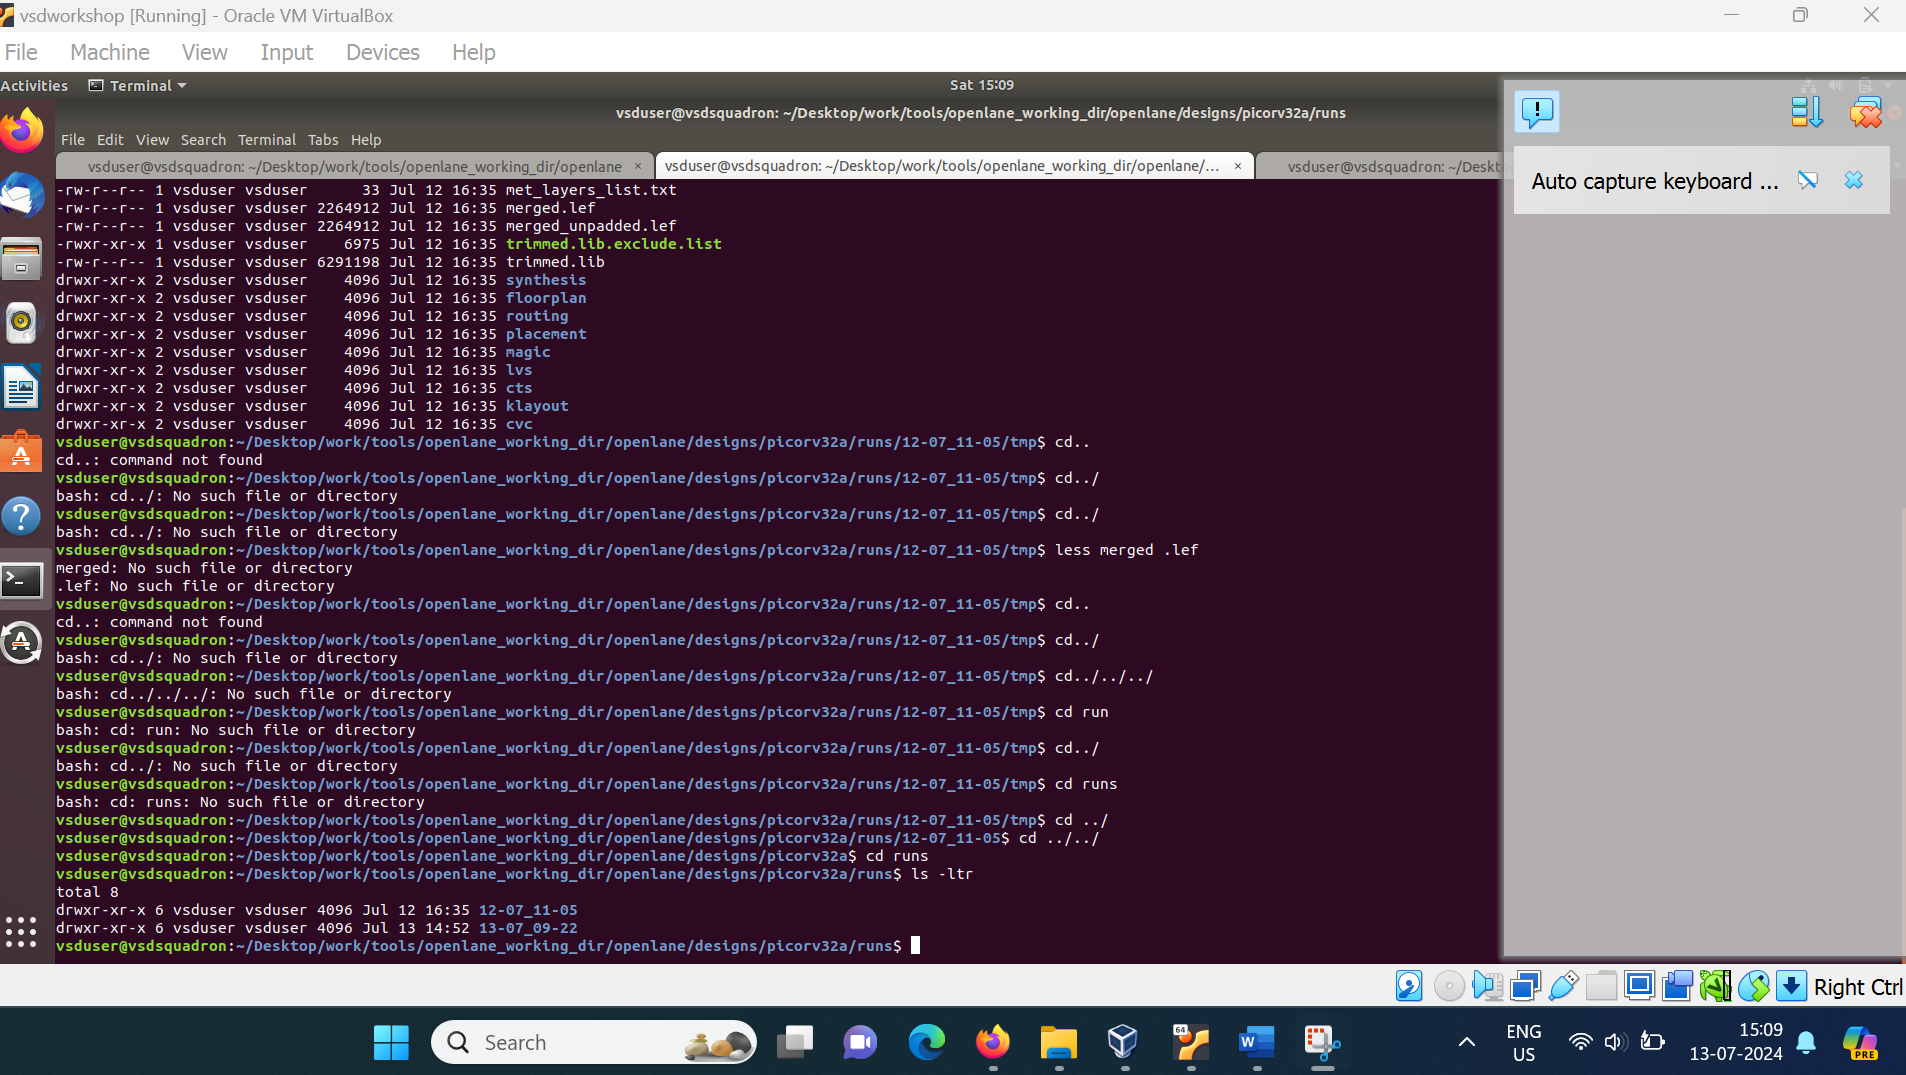 vsdworkshop [Running] - Oracle VM VirtualBox
File Machine View Input Devices Help
Activities Terminal Sat 15:09
vsduser@vsdsquadron: ~/Desktop/work/tools/openlane_working_dir/openlane/designs/picorv32a/runs
File Edit View Search Terminal Tabs Help
vsduser@vsdsquadron: ~/Desktop/work/tools/openlane_working_dir/openlane × vsduser@vsdsquadron: ~/Desktop/work/tools/openlane_working_dir/openlane/... × vsduser@vsdsquadron: ~/Deskto
Auto capture keyboard ...
-rw-r--r-- 1 vsduser vsduser      33 Jul 12 16:35 met_layers_list.txt
-rw-r--r-- 1 vsduser vsduser 2264912 Jul 12 16:35 merged.lef
-rw-r--r-- 1 vsduser vsduser 2264912 Jul 12 16:35 merged_unpadded.lef
-rwxr-xr-x 1 vsduser vsduser    6975 Jul 12 16:35 trimmed.lib.exclude.list
-rw-r--r-- 1 vsduser vsduser 6291198 Jul 12 16:35 trimmed.lib
drwxr-xr-x 2 vsduser vsduser    4096 Jul 12 16:35 synthesis
drwxr-xr-x 2 vsduser vsduser    4096 Jul 12 16:35 floorplan
drwxr-xr-x 2 vsduser vsduser    4096 Jul 12 16:35 routing
drwxr-xr-x 2 vsduser vsduser    4096 Jul 12 16:35 placement
drwxr-xr-x 2 vsduser vsduser    4096 Jul 12 16:35 magic
drwxr-xr-x 2 vsduser vsduser    4096 Jul 12 16:35 lvs
drwxr-xr-x 2 vsduser vsduser    4096 Jul 12 16:35 cts
drwxr-xr-x 2 vsduser vsduser    4096 Jul 12 16:35 klayout
drwxr-xr-x 2 vsduser vsduser    4096 Jul 12 16:35 cvc
vsduser@vsdsquadron:~/Desktop/work/tools/openlane_working_dir/openlane/designs/picorv32a/runs/12-07_11-05/tmp$ cd..
cd..: command not found
vsduser@vsdsquadron:~/Desktop/work/tools/openlane_working_dir/openlane/designs/picorv32a/runs/12-07_11-05/tmp$ cd../
bash: cd../: No such file or directory
vsduser@vsdsquadron:~/Desktop/work/tools/openlane_working_dir/openlane/designs/picorv32a/runs/12-07_11-05/tmp$ cd../
bash: cd../: No such file or directory
vsduser@vsdsquadron:~/Desktop/work/tools/openlane_working_dir/openlane/designs/picorv32a/runs/12-07_11-05/tmp$ less merged .lef
merged: No such file or directory
.lef: No such file or directory
vsduser@vsdsquadron:~/Desktop/work/tools/openlane_working_dir/openlane/designs/picorv32a/runs/12-07_11-05/tmp$ cd..
cd..: command not found
vsduser@vsdsquadron:~/Desktop/work/tools/openlane_working_dir/openlane/designs/picorv32a/runs/12-07_11-05/tmp$ cd../
bash: cd../: No such file or directory
vsduser@vsdsquadron:~/Desktop/work/tools/openlane_working_dir/openlane/designs/picorv32a/runs/12-07_11-05/tmp$ cd../../../
bash: cd../../../: No such file or directory
vsduser@vsdsquadron:~/Desktop/work/tools/openlane_working_dir/openlane/designs/picorv32a/runs/12-07_11-05/tmp$ cd run
bash: cd: run: No such file or directory
vsduser@vsdsquadron:~/Desktop/work/tools/openlane_working_dir/openlane/designs/picorv32a/runs/12-07_11-05/tmp$ cd../
bash: cd../: No such file or directory
vsduser@vsdsquadron:~/Desktop/work/tools/openlane_working_dir/openlane/designs/picorv32a/runs/12-07_11-05/tmp$ cd runs
bash: cd: runs: No such file or directory
vsduser@vsdsquadron:~/Desktop/work/tools/openlane_working_dir/openlane/designs/picorv32a/runs/12-07_11-05/tmp$ cd ../
vsduser@vsdsquadron:~/Desktop/work/tools/openlane_working_dir/openlane/designs/picorv32a/runs/12-07_11-05$ cd ../../
vsduser@vsdsquadron:~/Desktop/work/tools/openlane_working_dir/openlane/designs/picorv32a$ cd runs
vsduser@vsdsquadron:~/Desktop/work/tools/openlane_working_dir/openlane/designs/picorv32a/runs$ ls -ltr
total 8
drwxr-xr-x 6 vsduser vsduser 4096 Jul 12 16:35 12-07_11-05
drwxr-xr-x 6 vsduser vsduser 4096 Jul 13 14:52 13-07_09-22
vsduser@vsdsquadron:~/Desktop/work/tools/openlane_working_dir/openlane/designs/picorv32a/runs$
Right Ctrl
Search
64
W
ENG
US
15:09
13-07-2024
PRE